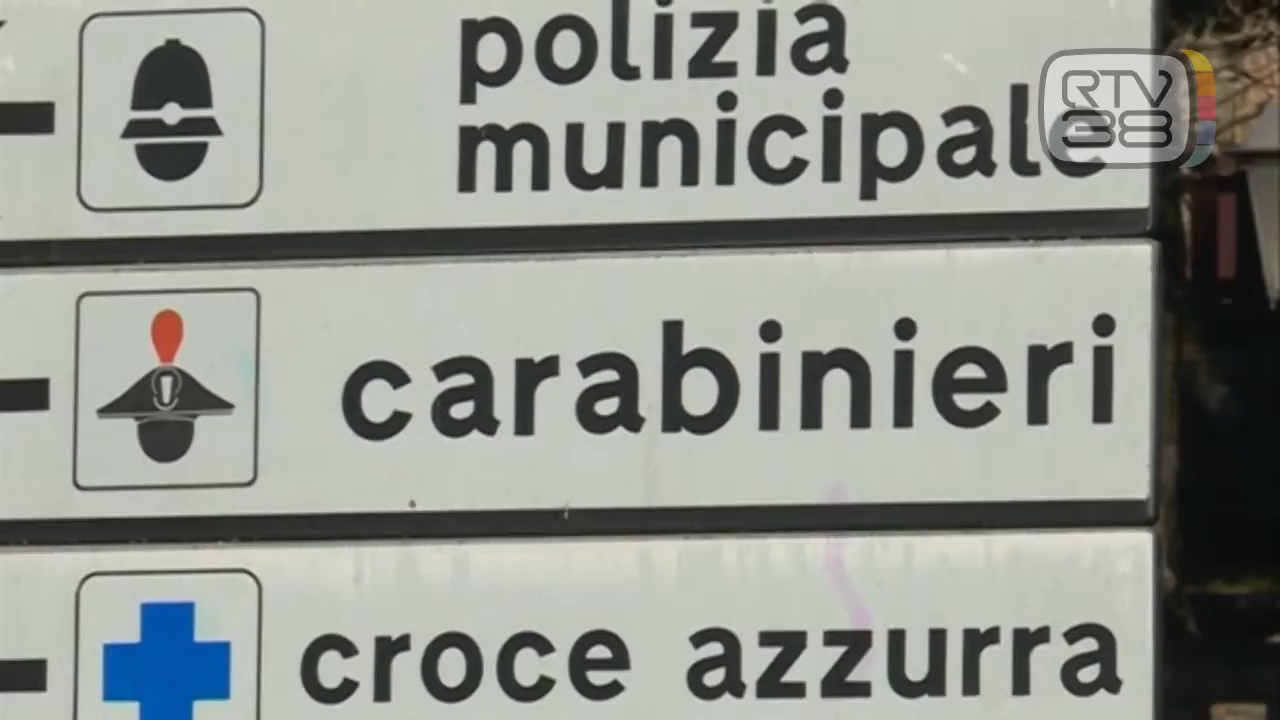 polizia
municipale
RTV
38
carabinieri
croce azzurra